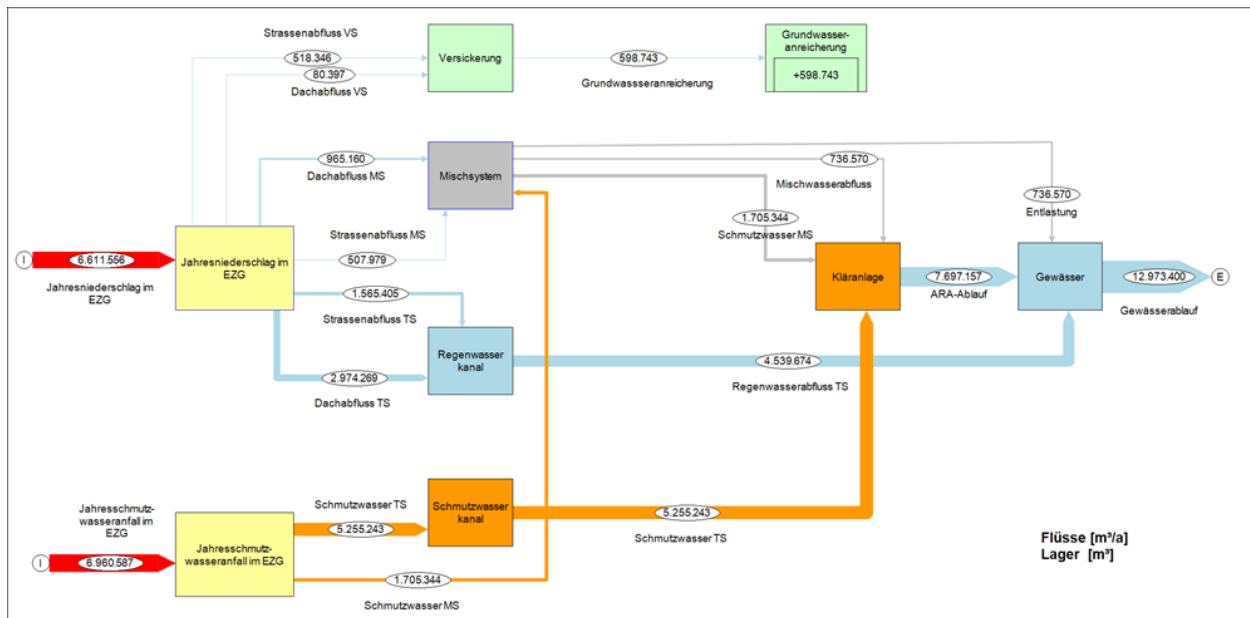 Strassenabfluss VS
518.346
80.397
Dachabfluss VS
Versickerung
598.743
Grundwassseranreicherung
Grundwasser-
anreicherung
+598.743
965.160
Dachabfluss MS
Mischsystem
736.570
Mischwasserabfluss
736.570
Entlastung
1.705.344
Schmutzwasser MS
Strassenabfluss MS
507.979
I
6.611.556
Jahresniederschlag im
EZG
Jahresniederschlag im
EZG
Kläranlage
7.697.157
ARA-Ablauf
Gewässer
12.973.400
E
Gewässerablauf
1.565.405
Strassenabfluss TS
Regenwasser
kanal
4.539.674
Regenwasserabfluss TS
2.974.269
Dachabfluss TS
Jahresschmutz-
wasseranfall im
EZG
I
6.960.587
Jahresschmutz-
wasseranfall im EZG
Schmutzwasser TS
5.255.243
Schmutzwasser
kanal
5.255.243
Schmutzwasser TS
1.705.344
Schmutzwasser MS
Flüsse [m³/a]
Lager [m³]